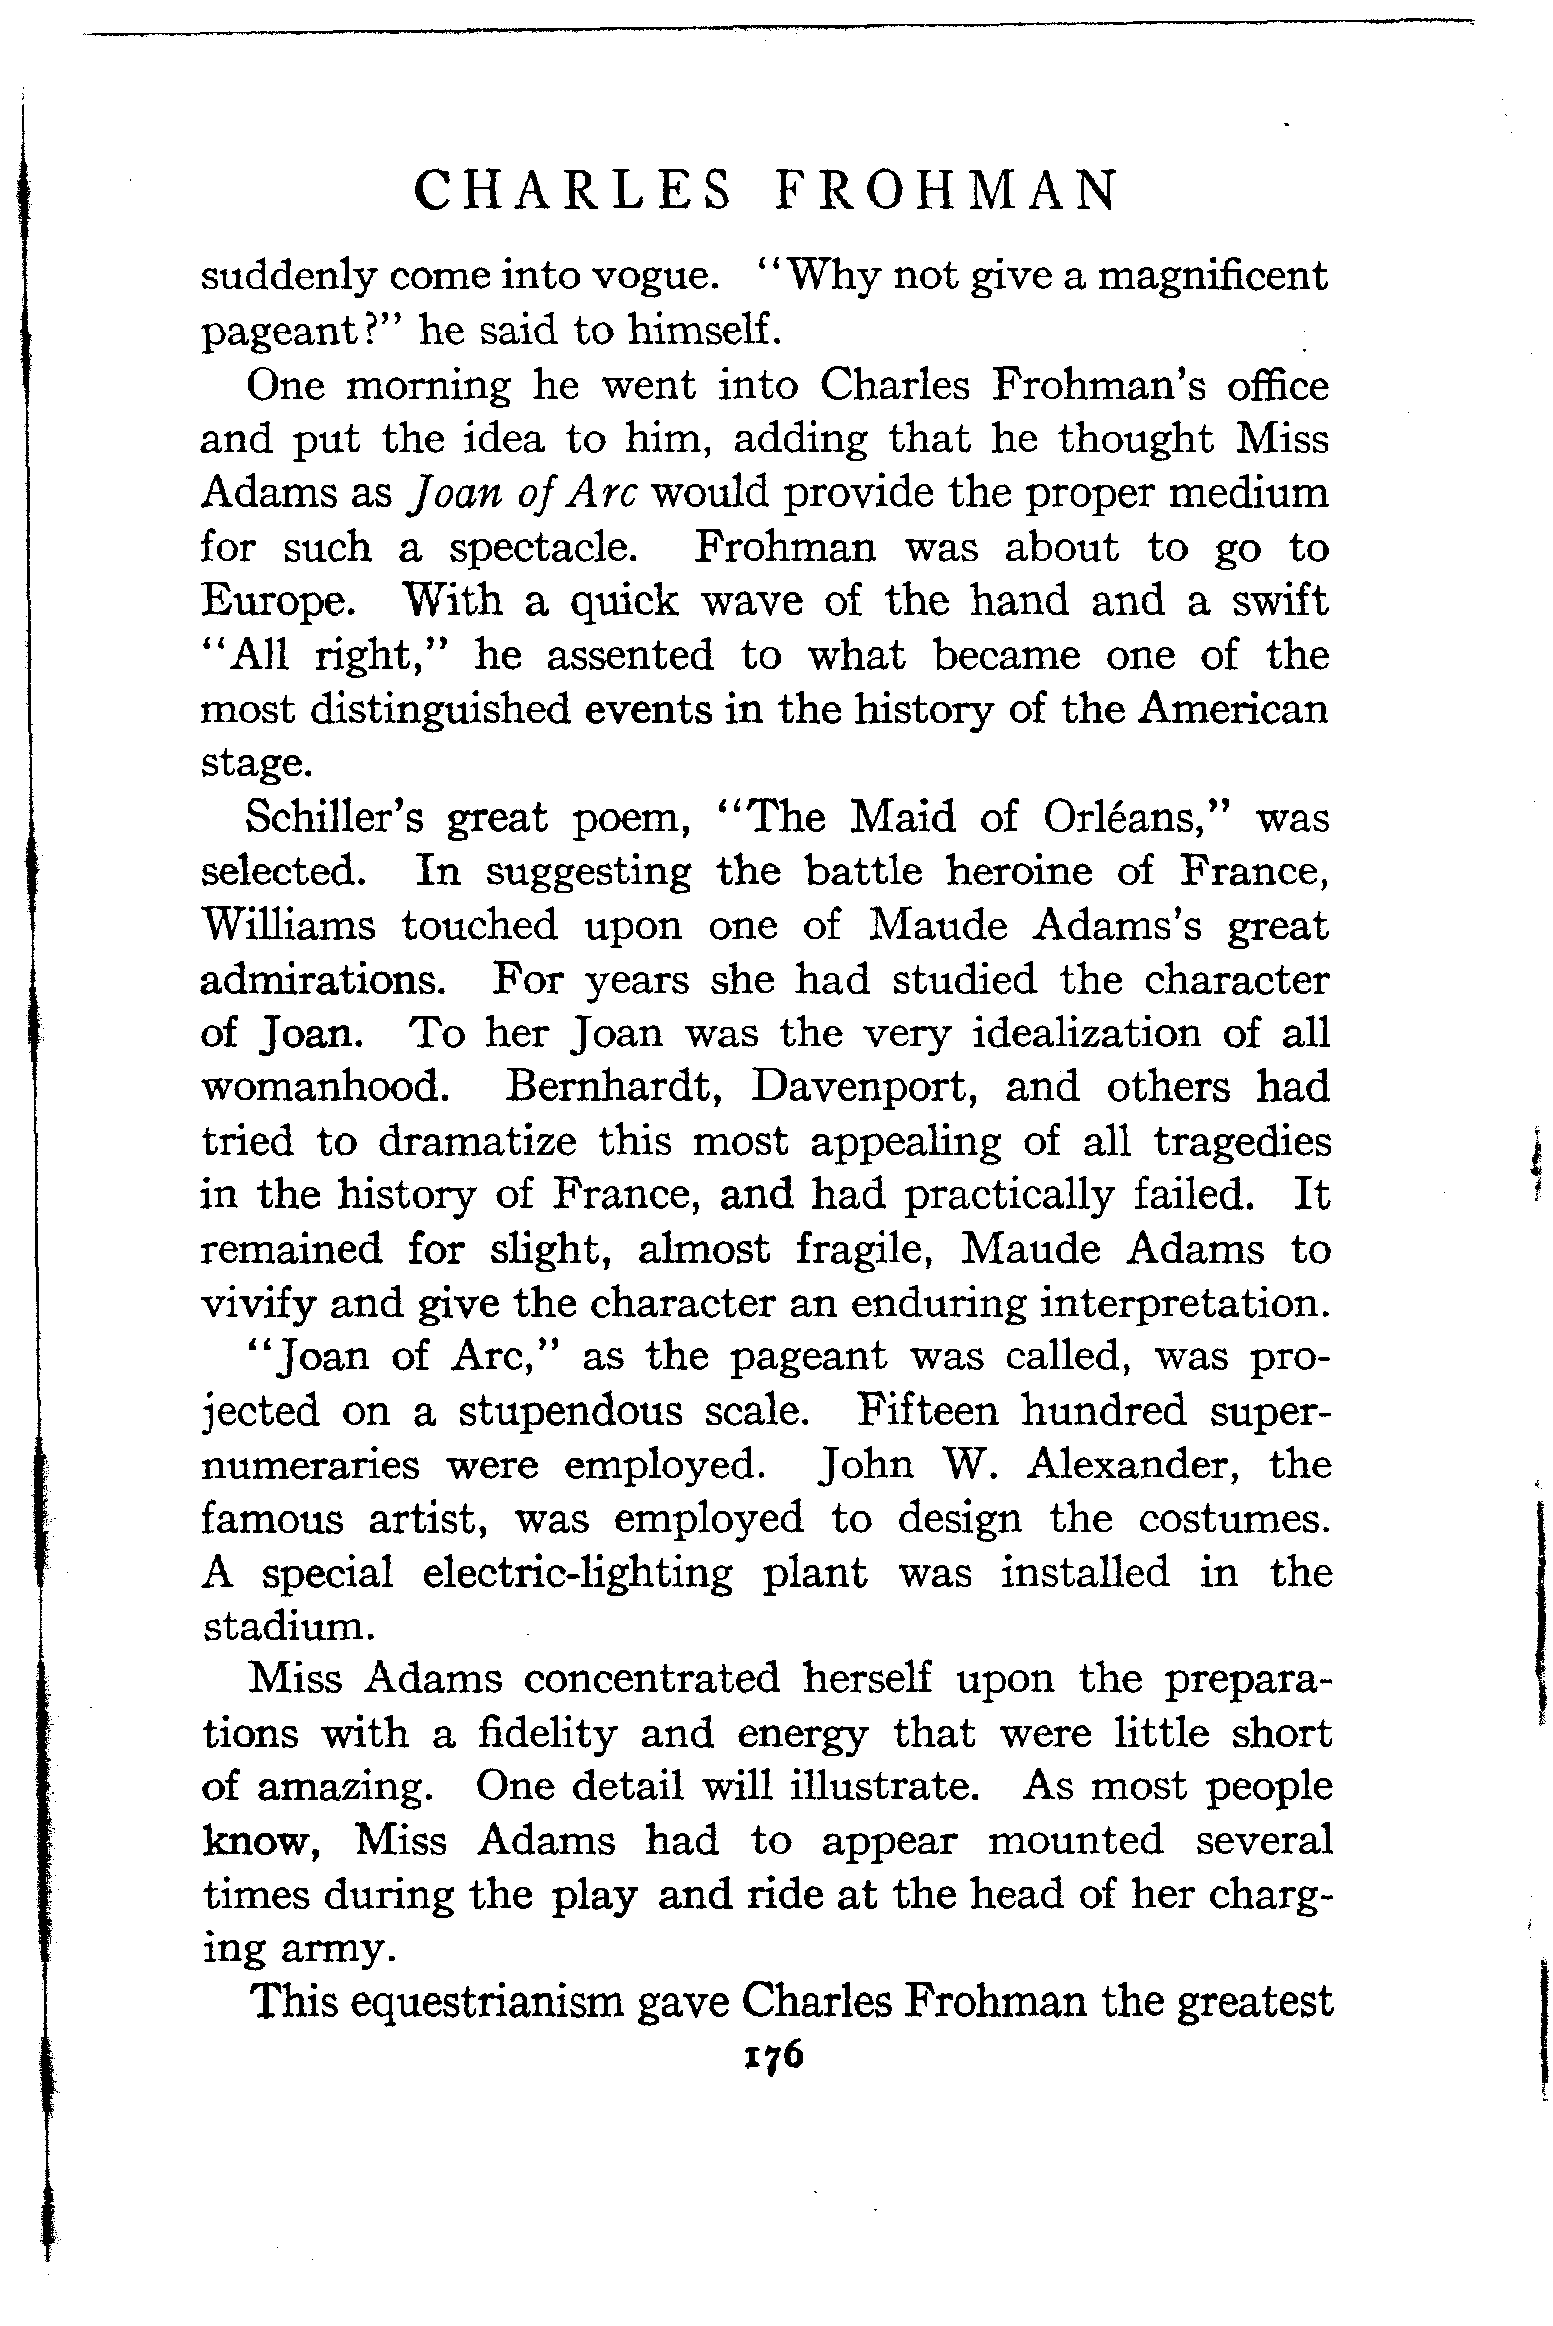 CHARLES FROHMAN
suddenly come into vogue. "Why not give a magnificent
pageant?" he said to himself.
One morning he went into Charles Frohman's office
and put the idea to him, adding that he thought Miss
Adams as Joan of Arc would provide the proper medium
for such a spectacle. Frohman was about to go to
Europe. With a quick wave of the hand and a swift
"All right," he assented to what became one of the
most distinguished events in the history of the American
stage.
Schiller's great poem, "The Maid of Orléans," was
selected. In suggesting the battle heroine of France,
Williams touched upon one of Maude Adams's great
admirations. For years she had studied the character
of Joan. To her Joan was the very idealization of all
womanhood. Bernhardt, Davenport, and others had
tried to dramatize this most appealing of all tragedies
in the history of France, and had practically failed. It
remained for slight, almost fragile, Maude Adams to
vivify and give the character an enduring interpretation.
"Joan of Arc," as the pageant was called, was pro-
jected on a stupendous scale. Fifteen hundred super-
numeraries were employed. John W. Alexander, the
famous artist, was employed to design the costumes.
A special electric-lighting plant was installed in the
stadium.
Miss Adams concentrated herself upon the prepara-
tions with a fidelity and energy that were little short
of amazing. One detail will illustrate. As most people
know, Miss Adams had to appear mounted several
times during the play and ride at the head of her charg-
ing army.
This equestrianism gave Charles Frohman the greatest
176